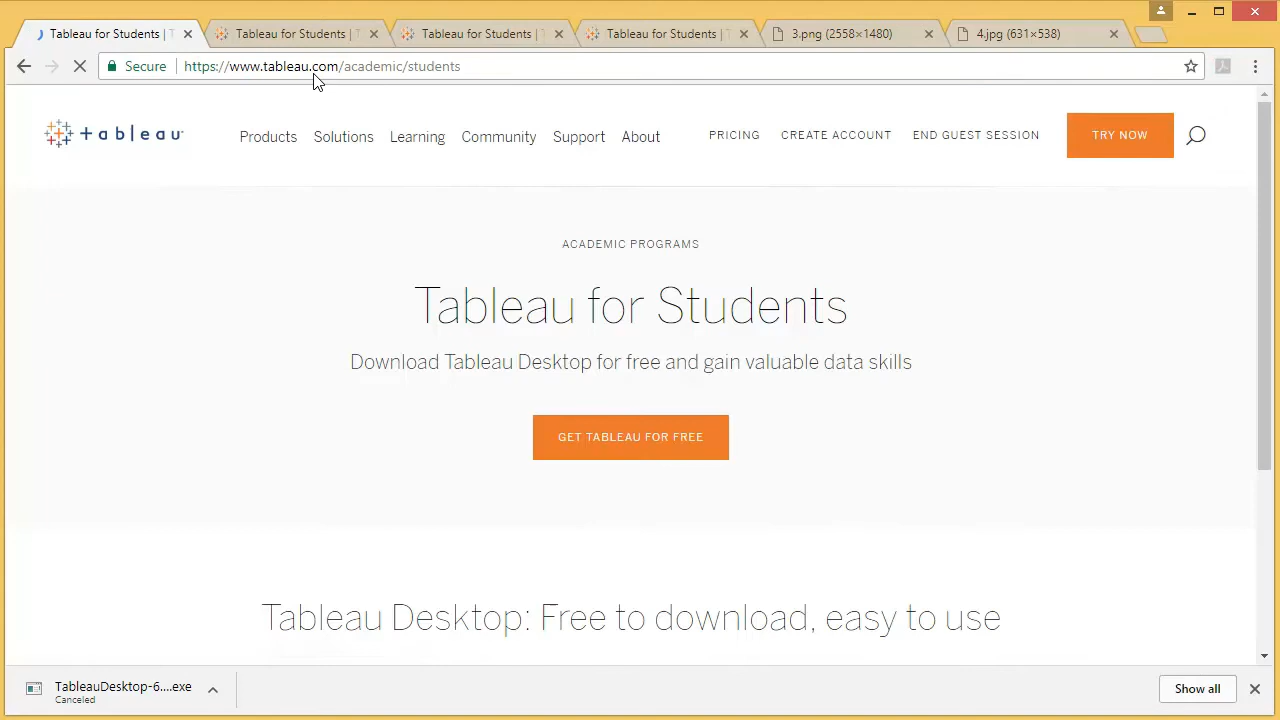 Tableau for Students | T
Tableau for Students | T
Tableau for Students | T
Tableau for Students | T
3.png (2558×1480)
4.jpg (631×538)
Secure
https://www.tableau.com/academic/students
tableau
Products
Solutions
Learning
Community
Support
About
PRICING
CREATE ACCOUNT
END GUEST SESSION
TRY NOW
ACADEMIC PROGRAMS
Tableau for Students
Download Tableau Desktop for free and gain valuable data skills
GET TABLEAU FOR FREE
Tableau Desktop: Free to download, easy to use
TableauDesktop-6....exe
Canceled
Show all